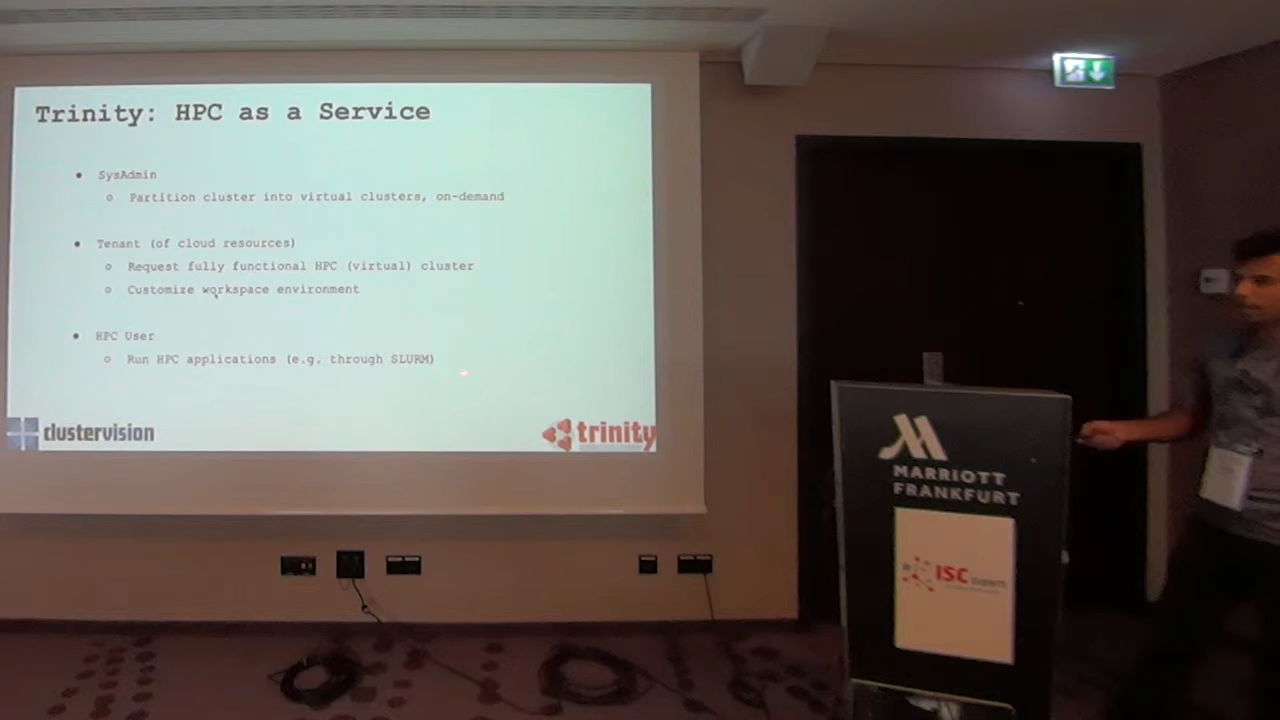 Trinity: HPC as a Service
● SysAdmin
○ Partition cluster into virtual clusters, on-demand
● Tenant (of cloud resources)
○ Request fully functional HPC (virtual) cluster
○ Customize workspace environment
● HPC User
○ Run HPC applications (e.g. through SLURM)
clustervision
trinity
MARRIOTT
FRANKFURT
ISC